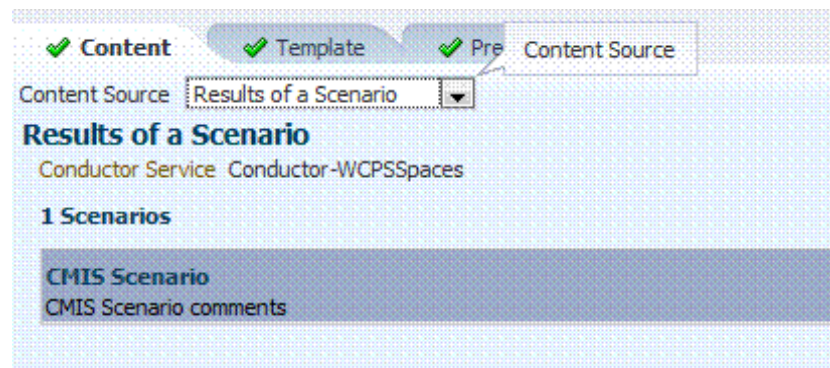 Content Template Pre Content Source
Content Source Results of a Scenario
Results of a Scenario
Conductor Service Conductor-WCPSSpaces
1 Scenarios
CMIS Scenario
CMIS Scenario comments